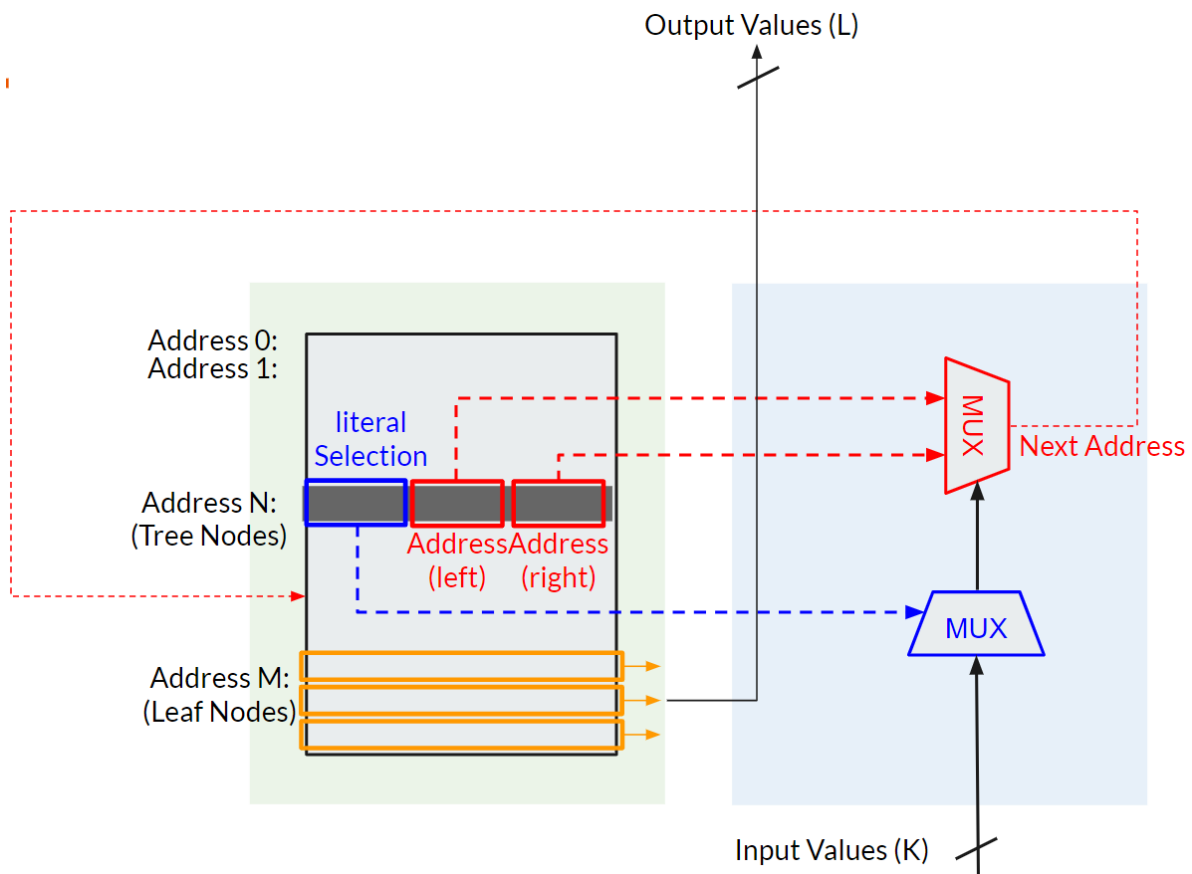 Output Values (L)
Address 0:
Address 1:
literal
Selection
MUX
Next Address
Address N:
(Tree Nodes)
Address
(left)
Address
(right)
MUX
Address M:
(Leaf Nodes)
Input Values (K)